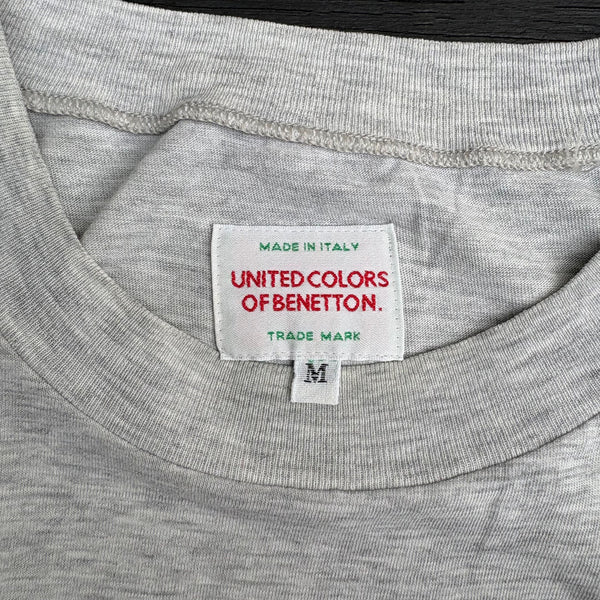 MADE IN ITALY
UNITED COLORS
OF BENETTON.
TRADE MARK
M